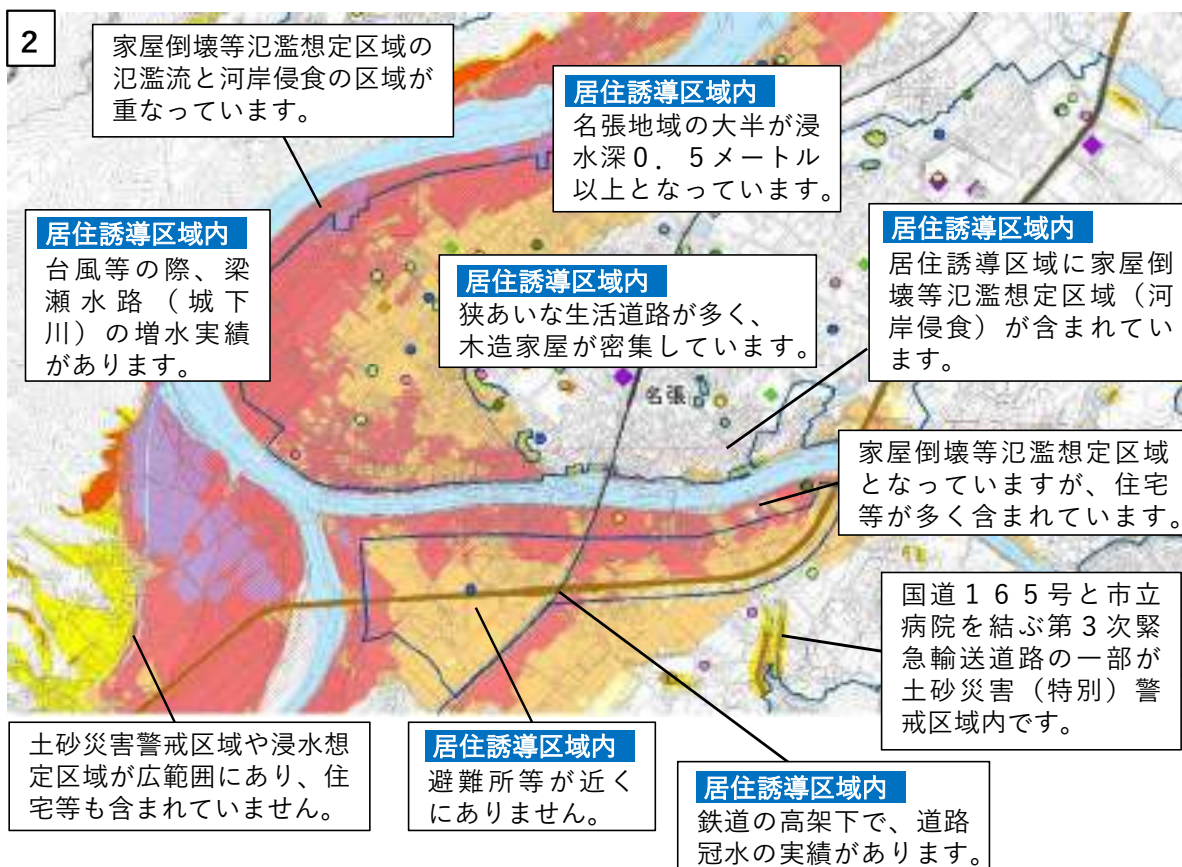 2
家屋倒壊等氾濫想定区域の
氾濫流と河岸侵食の区域が
重なっています。
居住誘導区域内
名張地域の大半が浸
水深０．５メートル
以上となっています。
居住誘導区域内
台風等の際、梁
瀬水路（城下
川）の増水実績
があります。
居住誘導区域内
狭あいな生活道路が多く、
木造家屋が密集しています。
居住誘導区域内
居住誘導区域に家屋倒
壊等氾濫想定区域（河
岸侵食）が含まれてい
ます。
名張
家屋倒壊等氾濫想定区域
となっていますが、住宅
等が多く含まれています。
国道１６５号と市立
病院を結ぶ第３次緊
急輸送道路の一部が
土砂災害（特別）警
戒区域内です。
土砂災害警戒区域や浸水想
定区域が広範囲にあり、住
宅等も含まれていません。
居住誘導区域内
避難所等が近く
にありません。
居住誘導区域内
鉄道の高架下で、道路
冠水の実績があります。